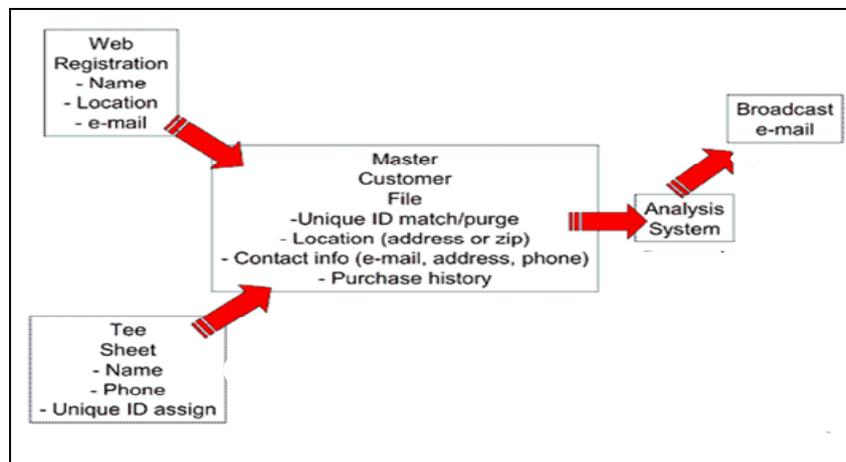 Web
Registration
- Name
- Location
- e-mail
Master
Customer
File
-Unique ID match/purge
- Location (address or zip)
- Contact info (e-mail, address, phone)
- Purchase history
Tee
Sheet
- Name
- Phone
- Unique ID assign
Analysis
System
Broadcast
e-mail